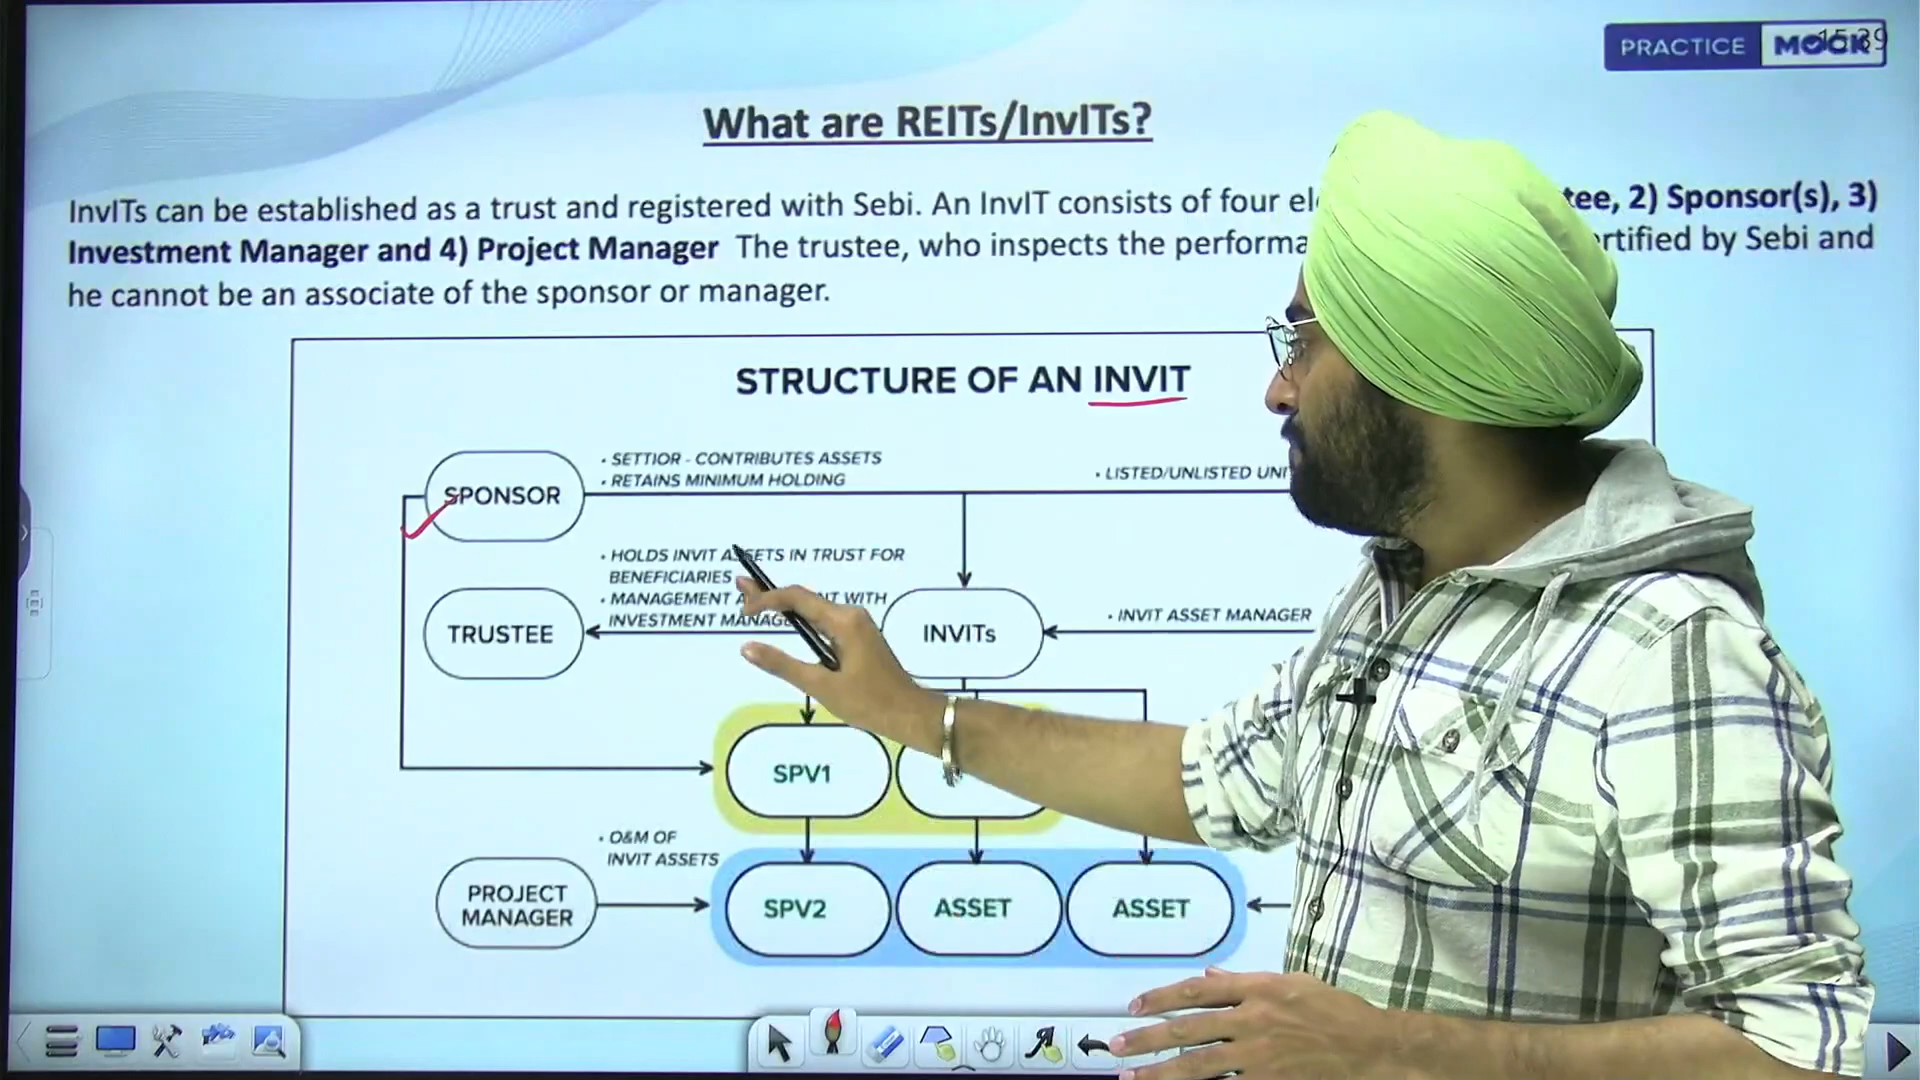 PRACTICE MOCK
15:39
What are REITs/InvITs?
InvITs can be established as a trust and registered with Sebi. An InvIT consists of four el tee, 2) Sponsor(s), 3)
Investment Manager and 4) Project Manager The trustee, who inspects the performa rtified by Sebi and
he cannot be an associate of the sponsor or manager.
STRUCTURE OF AN INVIT
SPONSOR
• SETTIOR - CONTRIBUTES ASSETS
• RETAINS MINIMUM HOLDING
• LISTED/UNLISTED UNI
• HOLDS INVIT ASSETS IN TRUST FOR
BENEFICIARIES
• MANAGEMENT A NT WITH
INVESTMENT MANAGE
TRUSTEE
INVITs
• INVIT ASSET MANAGER
SPV1
• O&M OF
INVIT ASSETS
PROJECT
MANAGER
SPV2
ASSET
ASSET